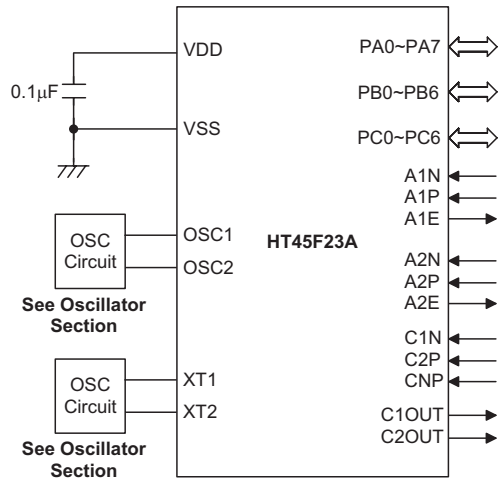 VDD
0.1μF
VSS
OSC Circuit
OSC1
OSC2
See Oscillator
Section
OSC Circuit
XT1
XT2
See Oscillator
Section
HT45F23A
PA0~PA7
PB0~PB6
PC0~PC6
A1N
A1P
A1E
A2N
A2P
A2E
C1N
C2P
CNP
C1OUT
C2OUT